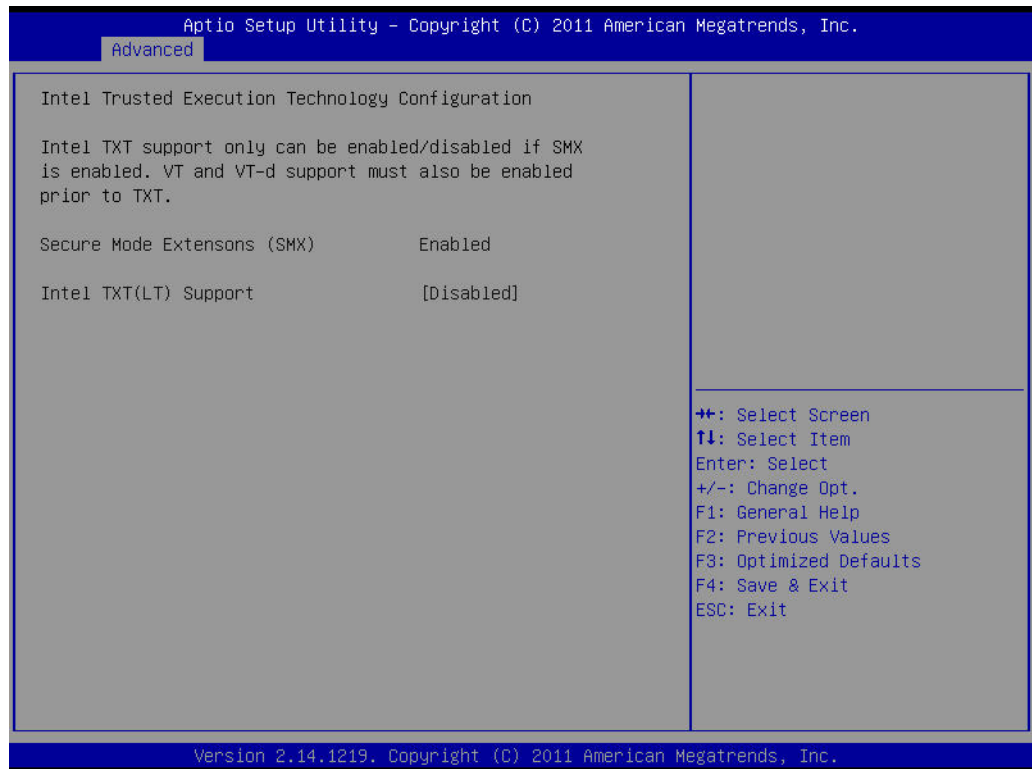 Aptio Setup Utility – Copyright (C) 2011 American Megatrends, Inc.
Advanced
Intel Trusted Execution Technology Configuration
Intel TXT support only can be enabled/disabled if SMX
is enabled. VT and VT-d support must also be enabled
prior to TXT.
Secure Mode Extensons (SMX) Enabled
Intel TXT(LT) Support [Disabled]
→←: Select Screen
↑↓: Select Item
Enter: Select
+/-: Change Opt.
F1: General Help
F2: Previous Values
F3: Optimized Defaults
F4: Save & Exit
ESC: Exit
Version 2.14.1219. Copyright (C) 2011 American Megatrends, Inc.